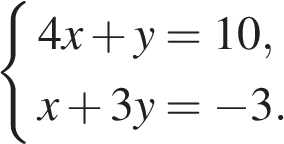 4x + y = 10,
x + 3y = −3.